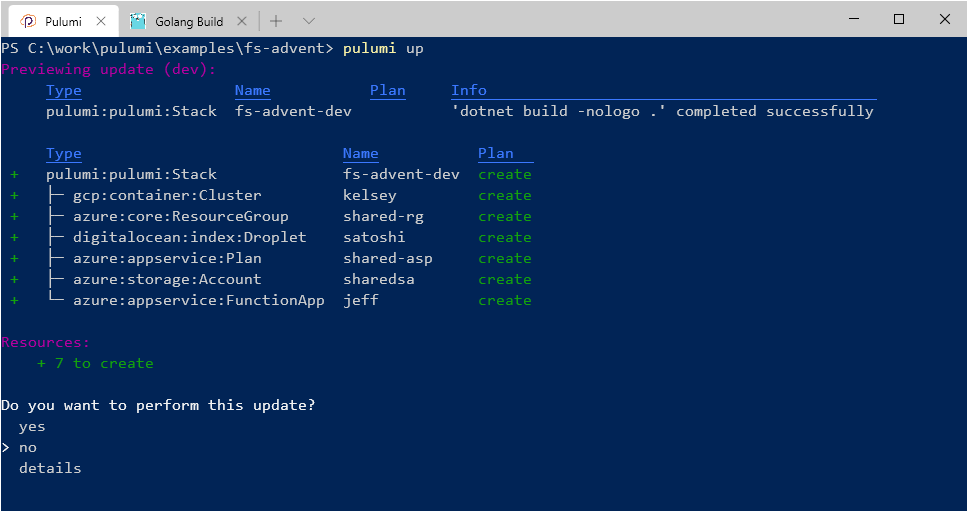 Pulumi
Golang Build
PS C:\work\pulumi\examples\fs-advent> pulumi up
Previewing update (dev):
Type Name Plan Info
pulumi:pulumi:Stack fs-advent-dev 'dotnet build -nologo .' completed successfully
Type Name Plan
+ pulumi:pulumi:Stack fs-advent-dev create
+ ├─ gcp:container:Cluster kelsey create
+ ├─ azure:core:ResourceGroup shared-rg create
+ ├─ digitalocean:index:Droplet satoshi create
+ ├─ azure:appservice:Plan shared-asp create
+ ├─ azure:storage:Account sharedsa create
+ └─ azure:appservice:FunctionApp jeff create
Resources:
+ 7 to create
Do you want to perform this update?
yes
> no
details